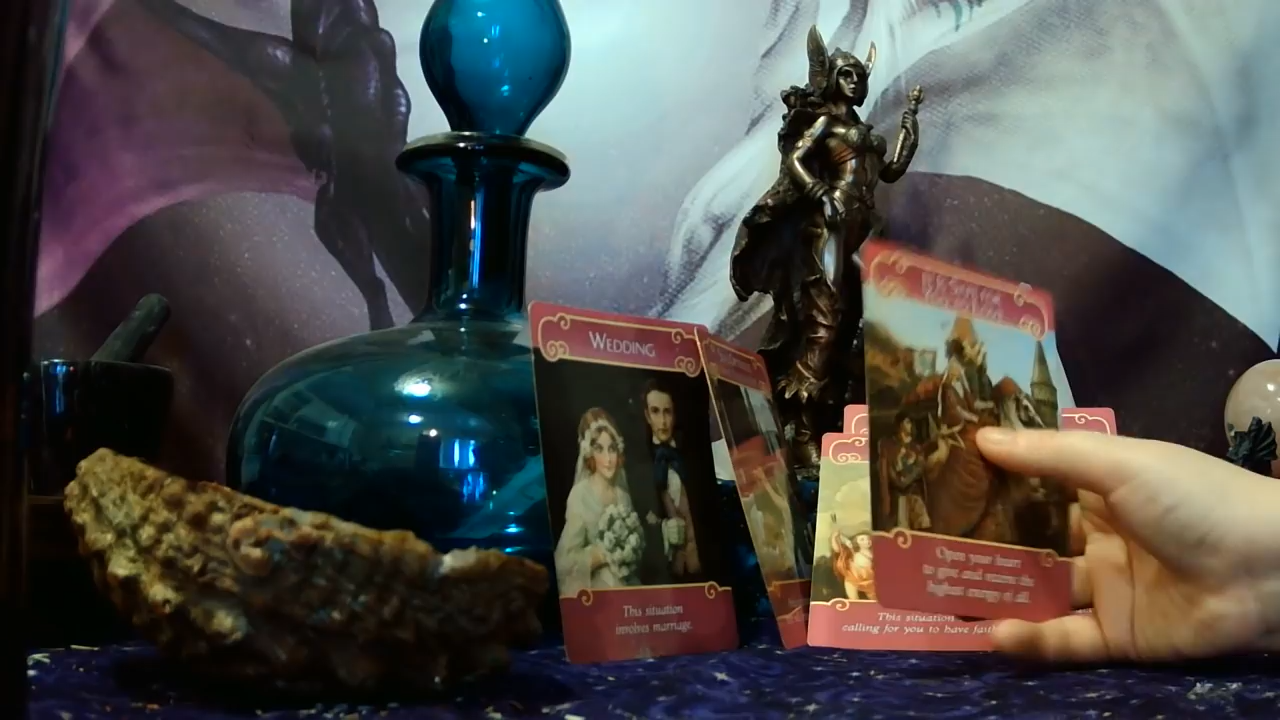 WEDDING
This situation
involves marriage.
Open your heart
to give and receive the
highest energy of all.
This situation
calling for you to have faith